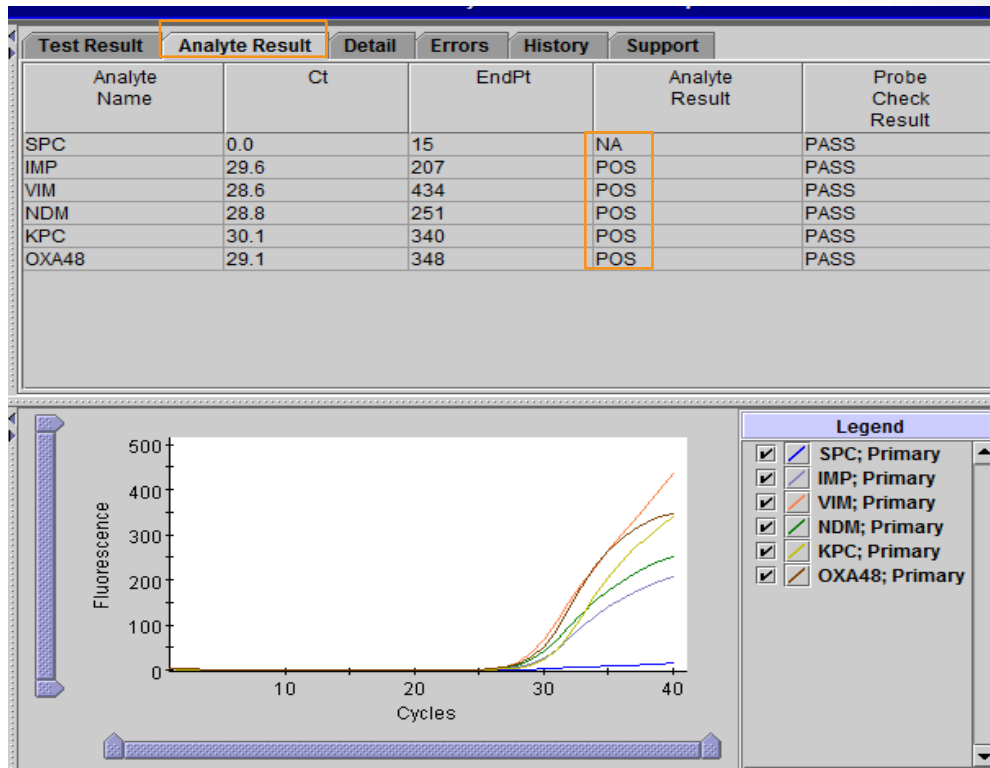 Test Result Analyte Result Detail Errors History Support
Analyte Name Ct EndPt Analyte Result Probe Check Result
SPC 0.0 15 NA PASS
IMP 29.6 207 POS PASS
VIM 28.6 434 POS PASS
NDM 28.8 251 POS PASS
KPC 30.1 340 POS PASS
OXA48 29.1 348 POS PASS
500
400
300
200
100
0
Fluorescence
10 20 30 40
Cycles
Legend
SPC; Primary
IMP; Primary
VIM; Primary
NDM; Primary
KPC; Primary
OXA48; Primary